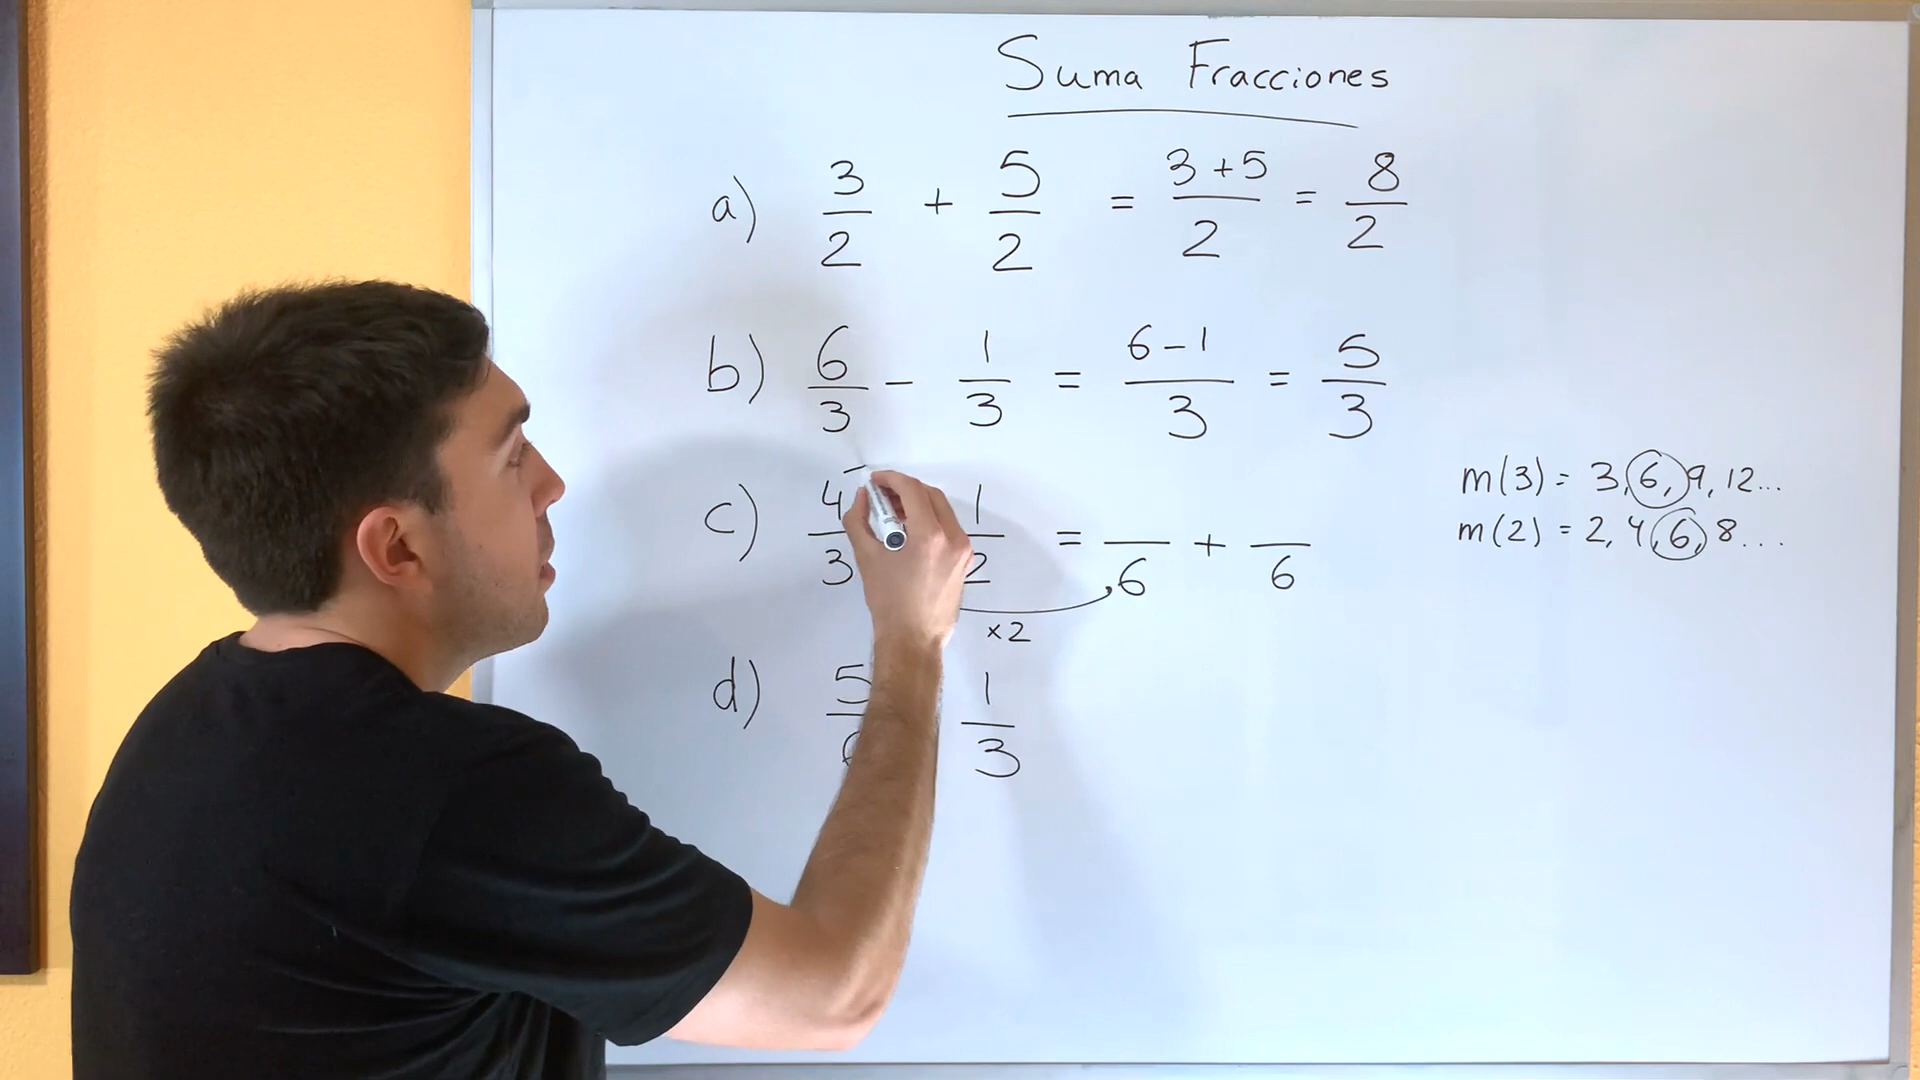 Suma Fracciones
a) 3/2 + 5/2 = 3+5/2 = 8/2
b) 6/3 - 1/3 = 6-1/3 = 5/3
m(3) = 3, 6, 9, 12...
m(2) = 2, 4, 6, 8...
c) 4/3 1/2 = /6 + /6
×2
d) 5/ 1/3